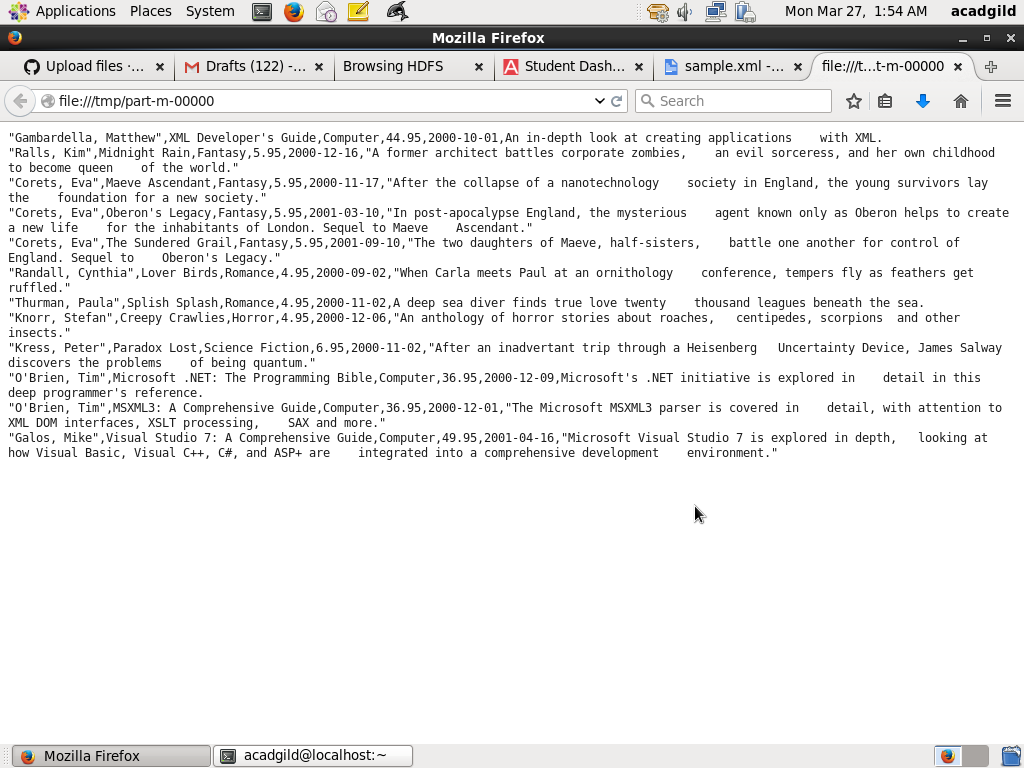 Applications Places System Mon Mar 27, 1:54 AM acadgild
Mozilla Firefox
Upload files ·... Drafts (122) -... Browsing HDFS Student Dash... sample.xml -... file:///t...t-m-00000
file:///tmp/part-m-00000 Search
"Gambardella, Matthew",XML Developer's Guide,Computer,44.95,2000-10-01,An in-depth look at creating applications    with XML.
"Ralls, Kim",Midnight Rain,Fantasy,5.95,2000-12-16,"A former architect battles corporate zombies,    an evil sorceress, and her own childhood
to become queen    of the world."
"Corets, Eva",Maeve Ascendant,Fantasy,5.95,2000-11-17,"After the collapse of a nanotechnology    society in England, the young survivors lay
the    foundation for a new society."
"Corets, Eva",Oberon's Legacy,Fantasy,5.95,2001-03-10,"In post-apocalypse England, the mysterious    agent known only as Oberon helps to create
a new life    for the inhabitants of London. Sequel to Maeve    Ascendant."
"Corets, Eva",The Sundered Grail,Fantasy,5.95,2001-09-10,"The two daughters of Maeve, half-sisters,    battle one another for control of
England. Sequel to    Oberon's Legacy."
"Randall, Cynthia",Lover Birds,Romance,4.95,2000-09-02,"When Carla meets Paul at an ornithology    conference, tempers fly as feathers get
ruffled."
"Thurman, Paula",Splish Splash,Romance,4.95,2000-11-02,A deep sea diver finds true love twenty    thousand leagues beneath the sea.
"Knorr, Stefan",Creepy Crawlies,Horror,4.95,2000-12-06,"An anthology of horror stories about roaches,   centipedes, scorpions  and other
insects."
"Kress, Peter",Paradox Lost,Science Fiction,6.95,2000-11-02,"After an inadvertant trip through a Heisenberg   Uncertainty Device, James Salway
discovers the problems    of being quantum."
"O'Brien, Tim",Microsoft .NET: The Programming Bible,Computer,36.95,2000-12-09,Microsoft's .NET initiative is explored in    detail in this
deep programmer's reference.
"O'Brien, Tim",MSXML3: A Comprehensive Guide,Computer,36.95,2000-12-01,"The Microsoft MSXML3 parser is covered in    detail, with attention to
XML DOM interfaces, XSLT processing,    SAX and more."
"Galos, Mike",Visual Studio 7: A Comprehensive Guide,Computer,49.95,2001-04-16,"Microsoft Visual Studio 7 is explored in depth,   looking at
how Visual Basic, Visual C++, C#, and ASP+ are    integrated into a comprehensive development    environment."
Mozilla Firefox acadgild@localhost:~